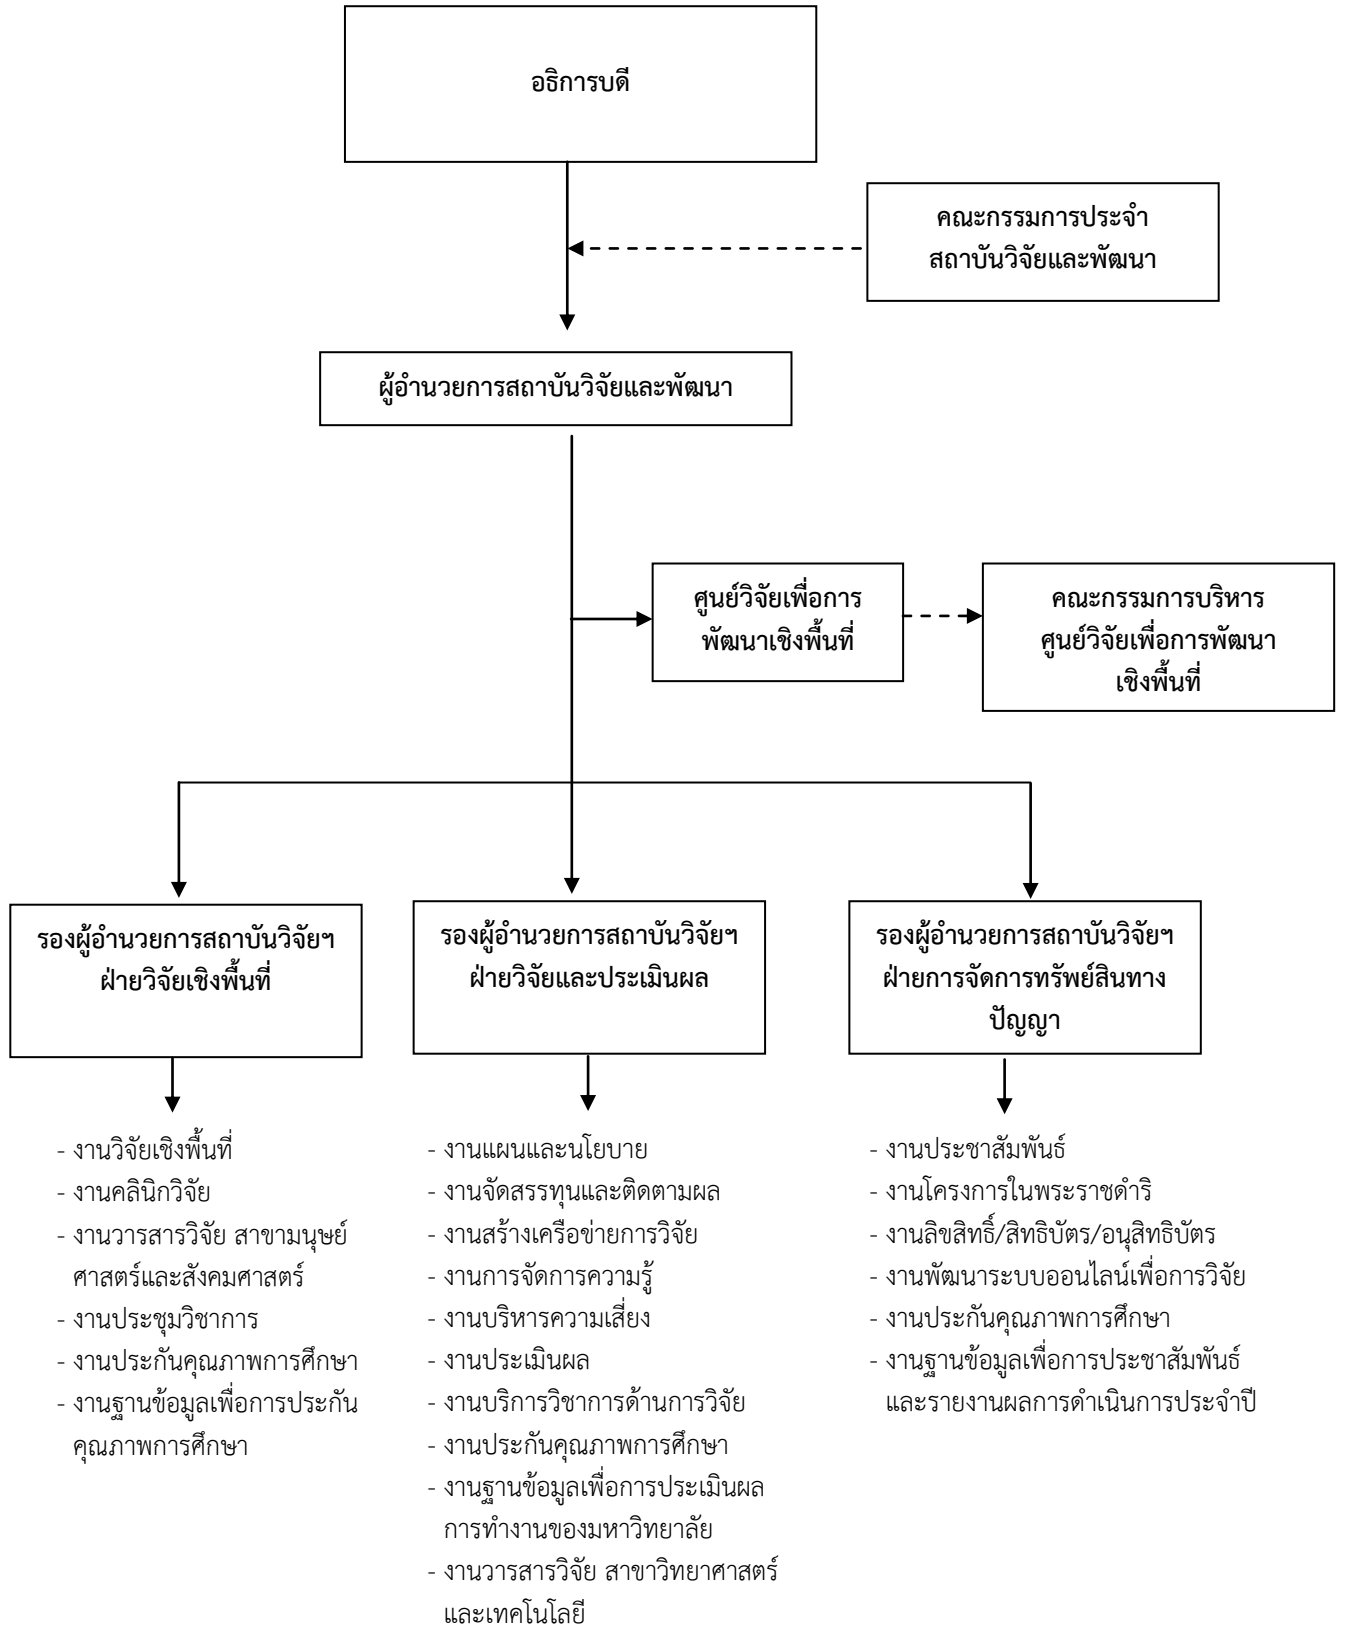 อธิการบดี
คณะกรรมการประจำ
สถาบันวิจัยและพัฒนา
ผู้อำนวยการสถาบันวิจัยและพัฒนา
ศูนย์วิจัยเพื่อการ
พัฒนาเชิงพื้นที่
คณะกรรมการบริหาร
ศูนย์วิจัยเพื่อการพัฒนา
เชิงพื้นที่
รองผู้อำนวยการสถาบันวิจัยฯ
ฝ่ายวิจัยเชิงพื้นที่
รองผู้อำนวยการสถาบันวิจัยฯ
ฝ่ายวิจัยและประเมินผล
รองผู้อำนวยการสถาบันวิจัยฯ
ฝ่ายการจัดการทรัพย์สินทาง
ปัญญา
- งานวิจัยเชิงพื้นที่
- งานคลินิกวิจัย
- งานวารสารวิจัย สาขามนุษย์
ศาสตร์และสังคมศาสตร์
- งานประชุมวิชาการ
- งานประกันคุณภาพการศึกษา
- งานฐานข้อมูลเพื่อการประกัน
คุณภาพการศึกษา
- งานแผนและนโยบาย
- งานจัดสรรทุนและติดตามผล
- งานสร้างเครือข่ายการวิจัย
- งานการจัดการความรู้
- งานบริหารความเสี่ยง
- งานประเมินผล
- งานบริการวิชาการด้านการวิจัย
- งานประกันคุณภาพการศึกษา
- งานฐานข้อมูลเพื่อการประเมินผล
การทำงานของมหาวิทยาลัย
- งานวารสารวิจัย สาขาวิทยาศาสตร์
และเทคโนโลยี
- งานประชาสัมพันธ์
- งานโครงการในพระราชดำริ
- งานลิขสิทธิ์/สิทธิบัตร/อนุสิทธิบัตร
- งานพัฒนาระบบออนไลน์เพื่อการวิจัย
- งานประกันคุณภาพการศึกษา
- งานฐานข้อมูลเพื่อการประชาสัมพันธ์
และรายงานผลการดำเนินการประจำปี